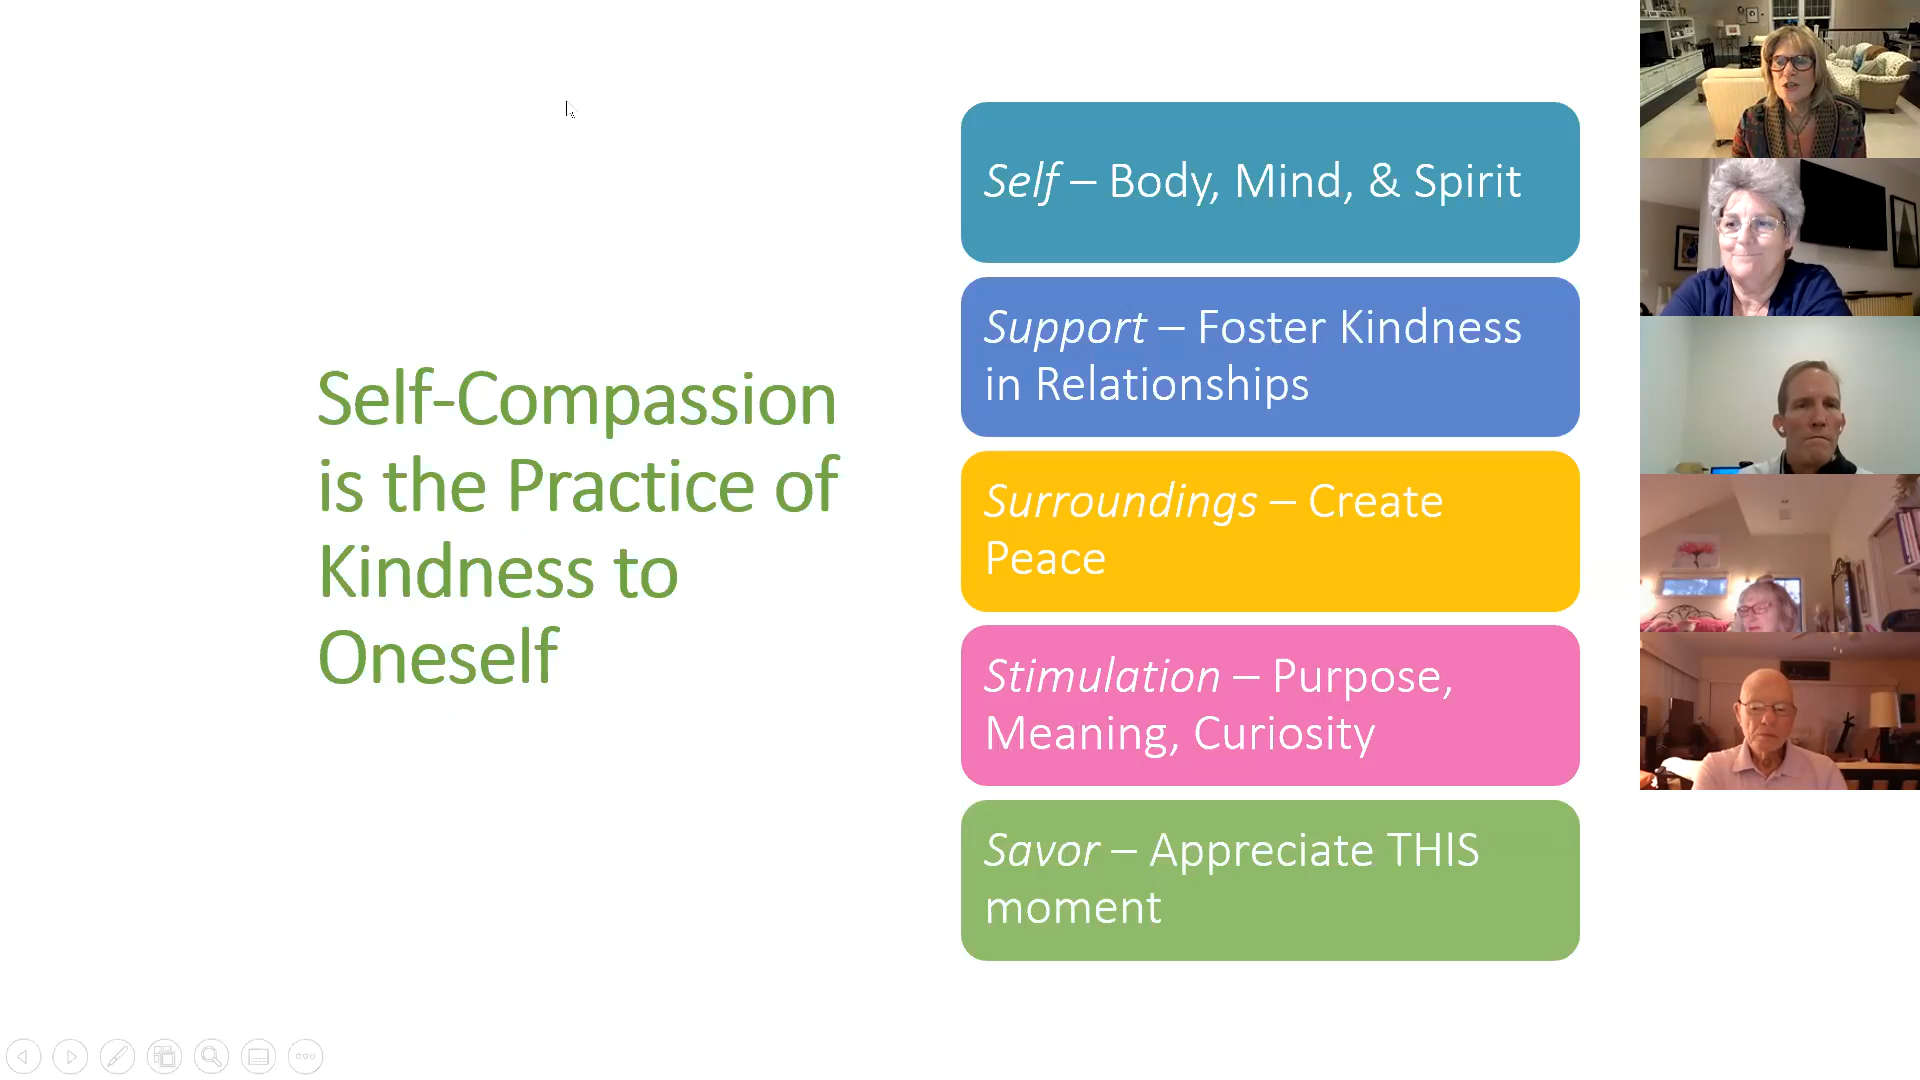 Self-Compassion
is the Practice of
Kindness to
Oneself
Self – Body, Mind, & Spirit
Support – Foster Kindness
in Relationships
Surroundings – Create
Peace
Stimulation – Purpose,
Meaning, Curiosity
Savor – Appreciate THIS
moment